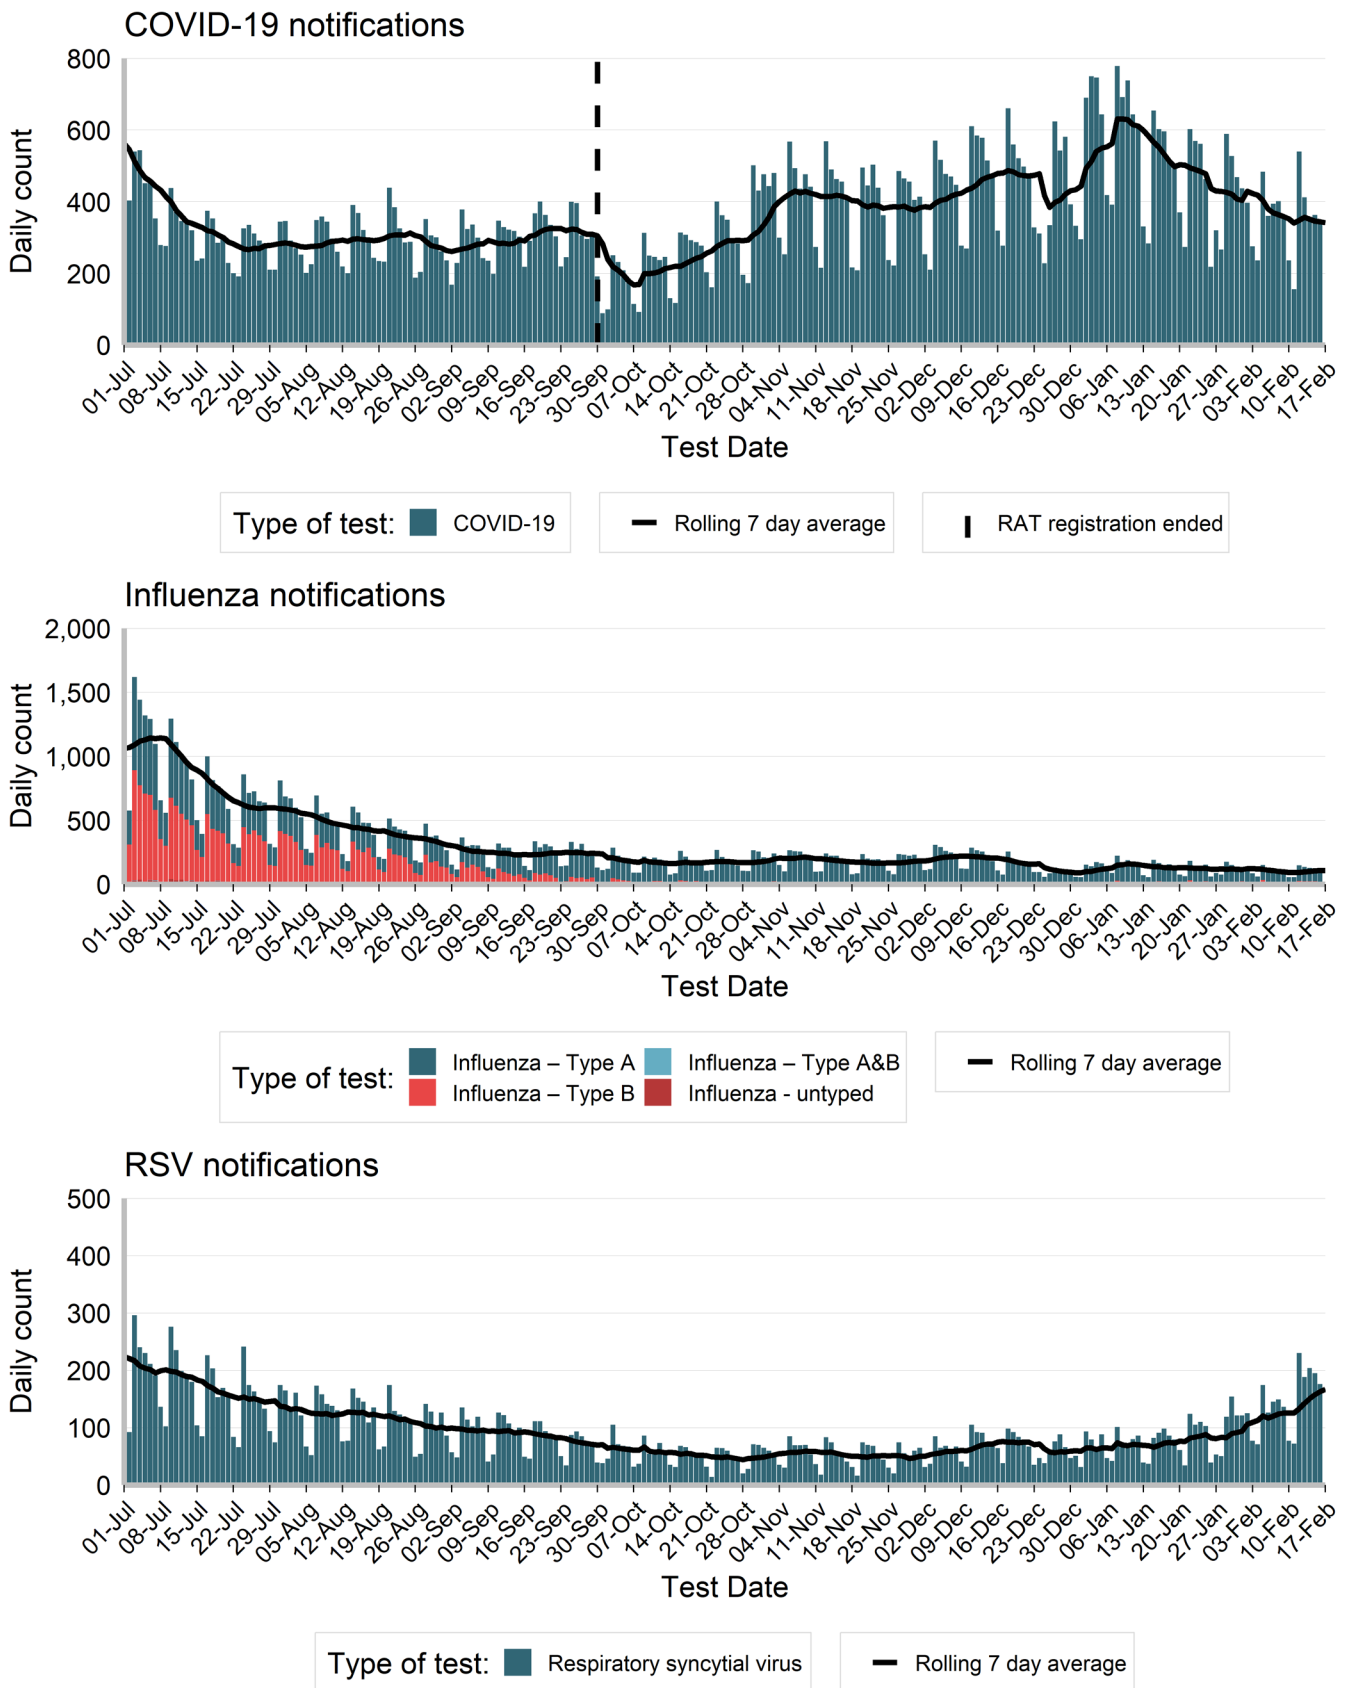 COVID-19 notifications
Daily count
800
600
400
200
0
01-Jul 08-Jul 15-Jul 22-Jul 29-Jul 05-Aug 12-Aug 19-Aug 26-Aug 02-Sep 09-Sep 16-Sep 23-Sep 30-Sep 07-Oct 14-Oct 21-Oct 28-Oct 04-Nov 11-Nov 18-Nov 25-Nov 02-Dec 09-Dec 16-Dec 23-Dec 30-Dec 06-Jan 13-Jan 20-Jan 27-Jan 03-Feb 10-Feb 17-Feb
Test Date
Type of test: COVID-19 Rolling 7 day average RAT registration ended
Influenza notifications
Daily count
2,000
1,500
1,000
500
0
01-Jul 08-Jul 15-Jul 22-Jul 29-Jul 05-Aug 12-Aug 19-Aug 26-Aug 02-Sep 09-Sep 16-Sep 23-Sep 30-Sep 07-Oct 14-Oct 21-Oct 28-Oct 04-Nov 11-Nov 18-Nov 25-Nov 02-Dec 09-Dec 16-Dec 23-Dec 30-Dec 06-Jan 13-Jan 20-Jan 27-Jan 03-Feb 10-Feb 17-Feb
Test Date
Type of test:
Influenza – Type A Influenza – Type A&B Rolling 7 day average
Influenza – Type B Influenza - untyped
RSV notifications
Daily count
500
400
300
200
100
0
01-Jul 08-Jul 15-Jul 22-Jul 29-Jul 05-Aug 12-Aug 19-Aug 26-Aug 02-Sep 09-Sep 16-Sep 23-Sep 30-Sep 07-Oct 14-Oct 21-Oct 28-Oct 04-Nov 11-Nov 18-Nov 25-Nov 02-Dec 09-Dec 16-Dec 23-Dec 30-Dec 06-Jan 13-Jan 20-Jan 27-Jan 03-Feb 10-Feb 17-Feb
Test Date
Type of test: Respiratory syncytial virus Rolling 7 day average